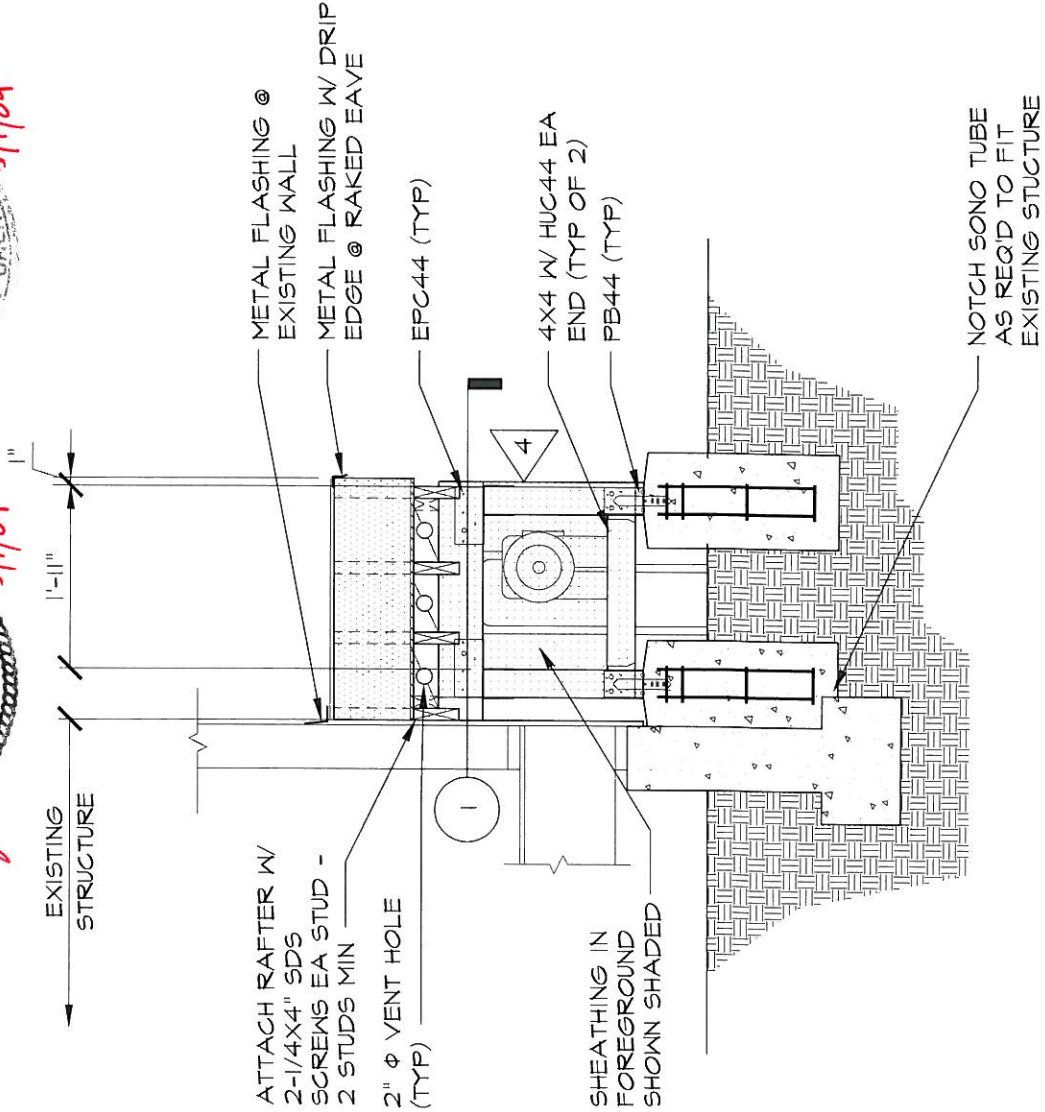 EXISTING
STRUCTURE
1'-11"
1"
METAL FLASHING @
EXISTING WALL
METAL FLASHING W/ DRIP
EDGE @ RAKED EAVE
EPC44 (TYP)
4
4X4 W/ HUC44 EA
END (TYP OF 2)
PB44 (TYP)
NOTCH SONO TUBE
AS REQ'D TO FIT
EXISTING STUCTURE
ATTACH RAFTER W/
2-1/4X4" SDS
SCREWS EA STUD -
2 STUDS MIN
2" Φ VENT HOLE
(TYP)
1
SHEATHING IN
FOREGROUND
SHOWN SHADED